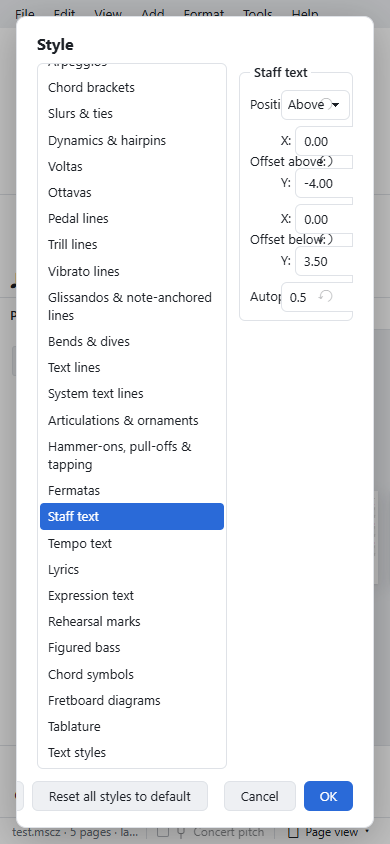 File Edit View Add Format Tools Help
Style
Arpeggios
Chord brackets
Slurs & ties
Dynamics & hairpins
Voltas
Ottavas
Pedal lines
Trill lines
Vibrato lines
Glissandos & note-anchored
lines
Bends & dives
Text lines
System text lines
Articulations & ornaments
Hammer-ons, pull-offs &
tapping
Fermatas
Staff text
Tempo text
Lyrics
Expression text
Rehearsal marks
Figured bass
Chord symbols
Fretboard diagrams
Tablature
Text styles
Staff text
Positi Above
X: 0.00
Offset above:
Y: -4.00
X: 0.00
Offset below:
Y: 3.50
Autop 0.5
Reset all styles to default
Cancel
OK
test.mscz · 5 pages · la...
Concert pitch
Page view